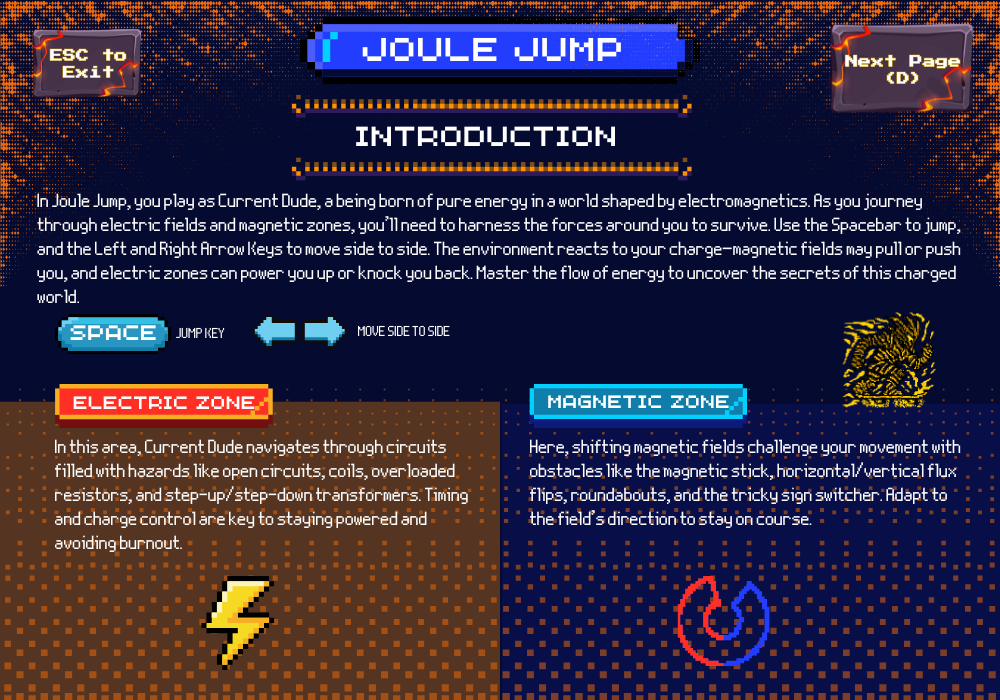 ESC to
Exit
JOULE JUMP
Next Page
(D)
INTRODUCTION
In Joule Jump, you play as Current Dude, a being born of pure energy in a world shaped by electromagnetics. As you journey
through electric fields and magnetic zones, you'll need to harness the forces around you to survive. Use the Spacebar to jump,
and the Left and Right Arrow Keys to move side to side. The environment reacts to your charge-magnetic fields may pull or push
you, and electric zones can power you up or knock you back. Master the flow of energy to uncover the secrets of this charged
world.
SPACE JUMP KEY MOVE SIDE TO SIDE
ELECTRIC ZONE
In this area, Current Dude navigates through circuits
filled with hazards like open circuits, coils, overloaded
resistors, and step-up/step-down transformers. Timing
and charge control are key to staying powered and
avoiding burnout.
MAGNETIC ZONE
Here, shifting magnetic fields challenge your movement with
obstacles like the magnetic stick, horizontal/vertical flux
flips, roundabouts, and the tricky sign switcher. Adapt to
the field's direction to stay on course.